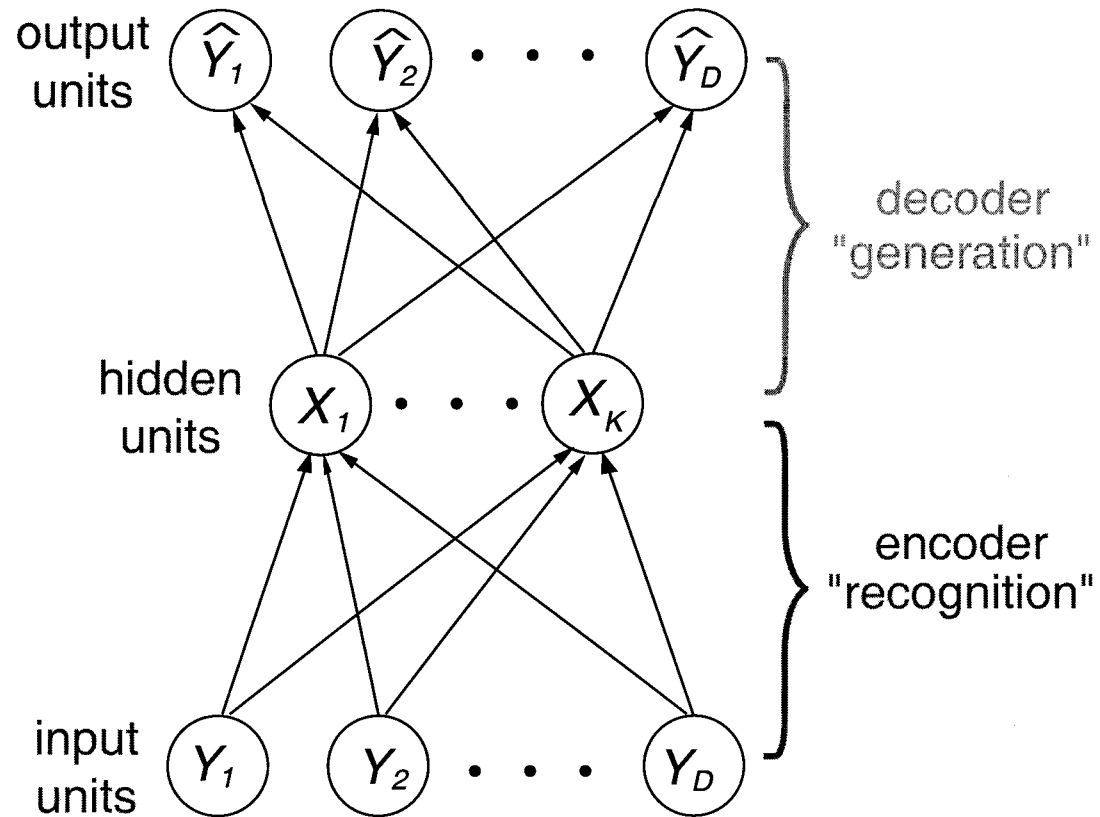 output
units
Ŷ1 Ŷ2 · · · ŶD
decoder
"generation"
hidden
units
X1 · · · XK
encoder
"recognition"
input
units
Y1 Y2 · · · YD